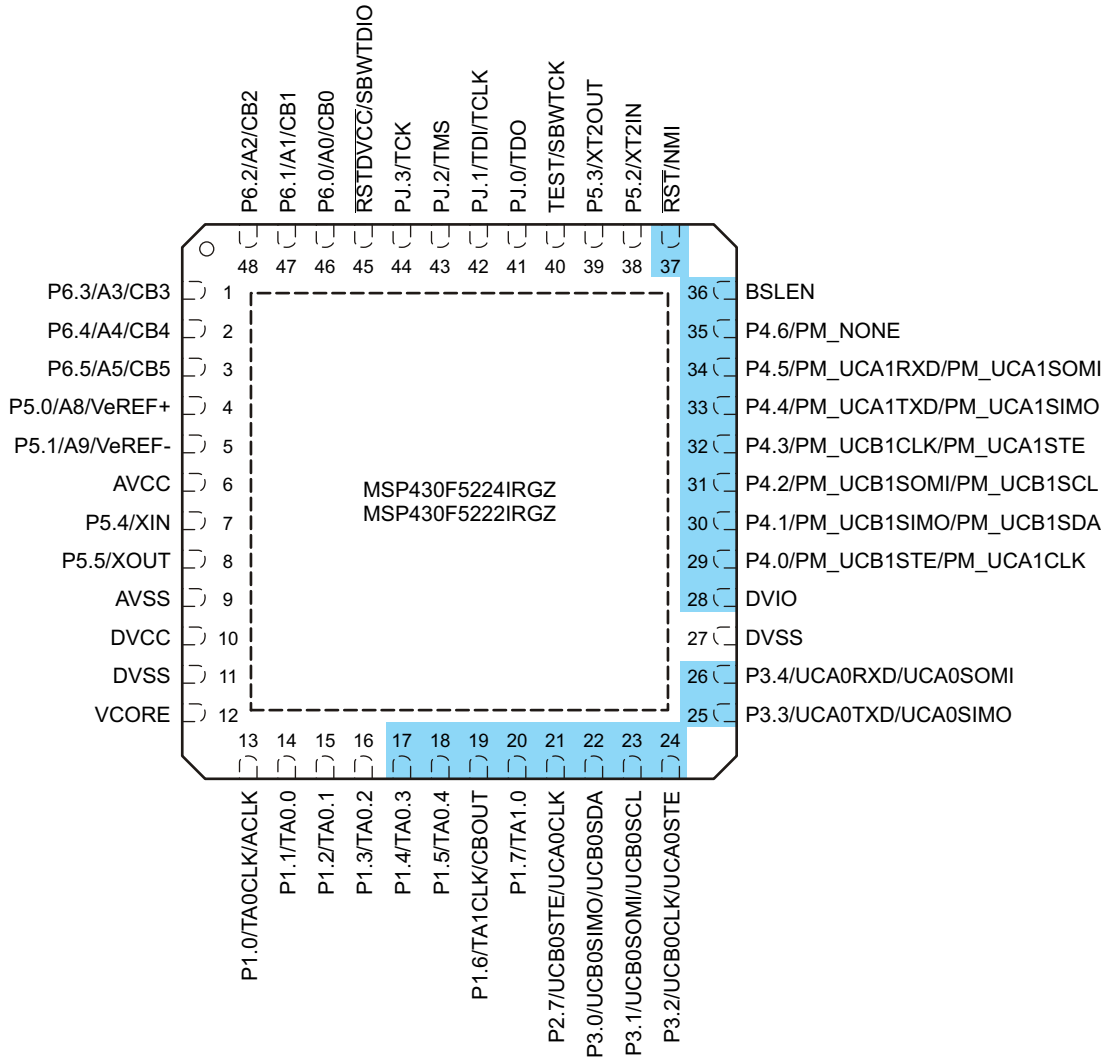 P6.2/A2/CB2
P6.1/A1/CB1
P6.0/A0/CB0
RSTDVCC/SBWTDIO
PJ.3/TCK
PJ.2/TMS
PJ.1/TDI/TCLK
PJ.0/TDO
TEST/SBWTCK
P5.3/XT2OUT
P5.2/XT2IN
RST/NMI
48 47 46 45 44 43 42 41 40 39 38 37
P6.3/A3/CB3 1
P6.4/A4/CB4 2
P6.5/A5/CB5 3
P5.0/A8/VeREF+ 4
P5.1/A9/VeREF- 5
AVCC 6
P5.4/XIN 7
P5.5/XOUT 8
AVSS 9
DVCC 10
DVSS 11
VCORE 12
MSP430F5224IRGZ
MSP430F5222IRGZ
36 BSLEN
35 P4.6/PM_NONE
34 P4.5/PM_UCA1RXD/PM_UCA1SOMI
33 P4.4/PM_UCA1TXD/PM_UCA1SIMO
32 P4.3/PM_UCB1CLK/PM_UCA1STE
31 P4.2/PM_UCB1SOMI/PM_UCB1SCL
30 P4.1/PM_UCB1SIMO/PM_UCB1SDA
29 P4.0/PM_UCB1STE/PM_UCA1CLK
28 DVIO
27 DVSS
26 P3.4/UCA0RXD/UCA0SOMI
25 P3.3/UCA0TXD/UCA0SIMO
13 14 15 16 17 18 19 20 21 22 23 24
P1.0/TA0CLK/ACLK
P1.1/TA0.0
P1.2/TA0.1
P1.3/TA0.2
P1.4/TA0.3
P1.5/TA0.4
P1.6/TA1CLK/CBOUT
P1.7/TA1.0
P2.7/UCB0STE/UCA0CLK
P3.0/UCB0SIMO/UCB0SDA
P3.1/UCB0SOMI/UCB0SCL
P3.2/UCB0CLK/UCA0STE